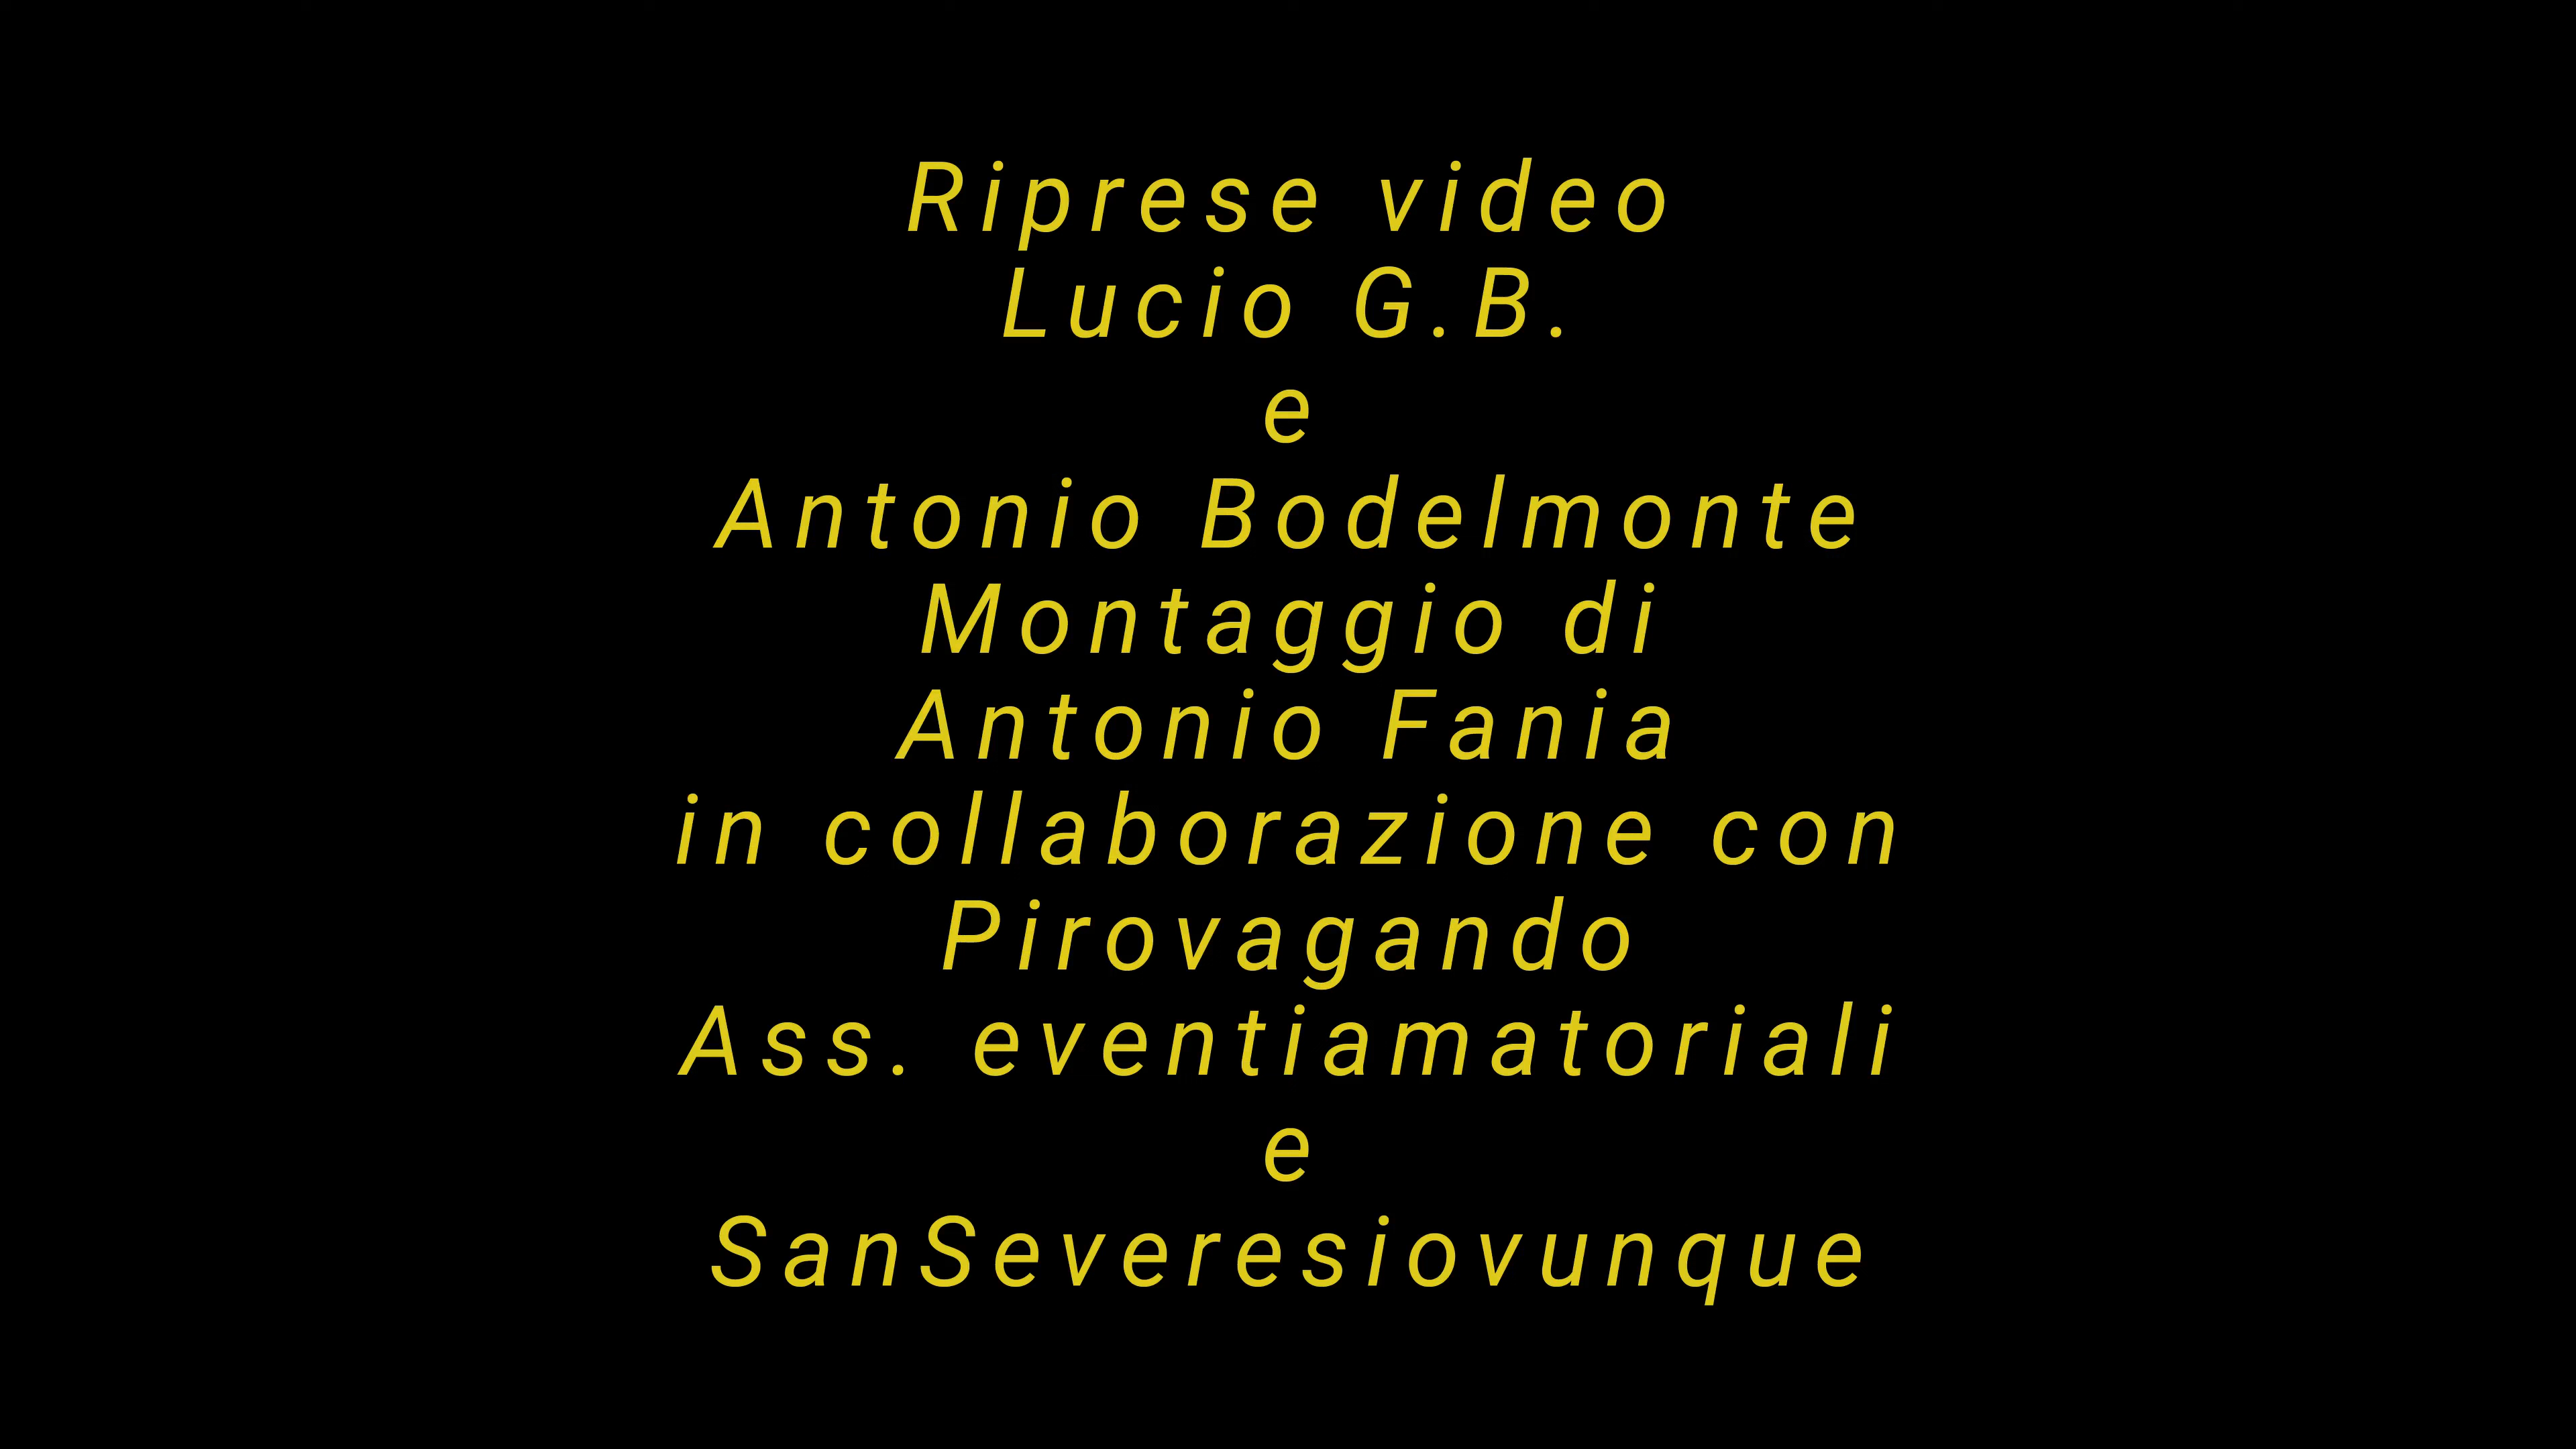 Riprese video
Lucio G.B.
e
Antonio Bodelmonte
Montaggio di
Antonio Fania
in collaborazione con
Pirovagando
Ass. eventiamatoriali
e
SanSeveresiovunque